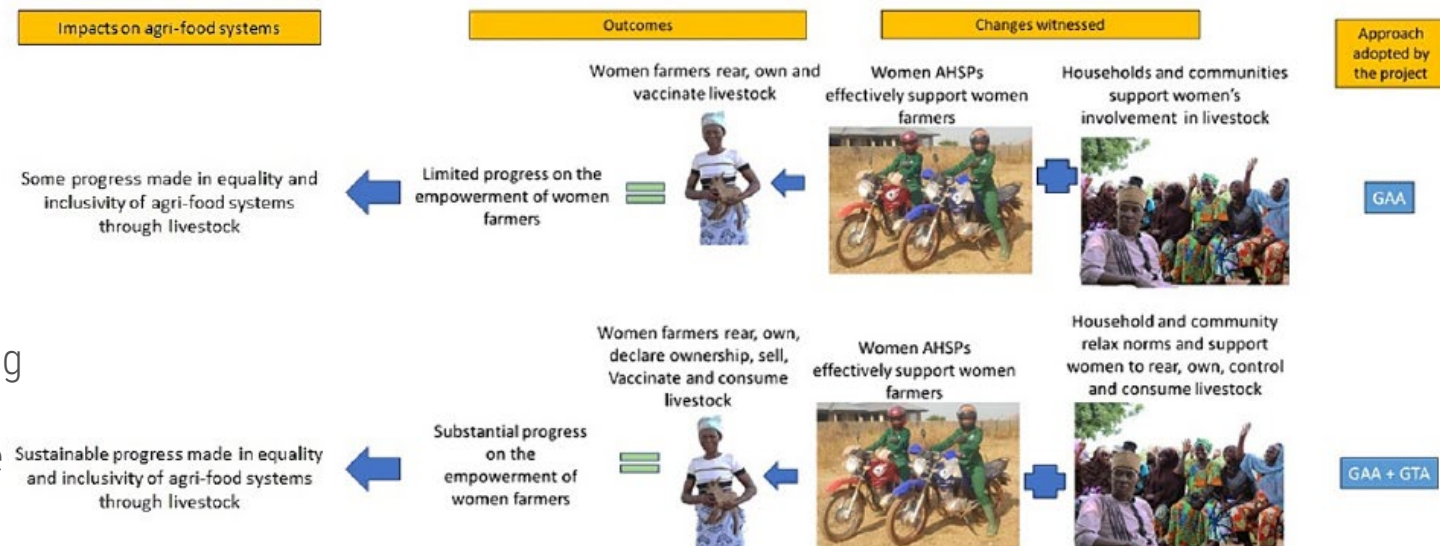 Impacts on agri-food systems
Outcomes
Changes witnessed
Approach
adopted by
the project
Women farmers rear, own and
vaccinate livestock
Women AHSPs
effectively support women
farmers
Households and communities
support women's
involvement in livestock
Some progress made in equality and
inclusivity of agri-food systems
through livestock
Limited progress on the
empowerment of women
farmers
GAA
Women farmers rear, own,
declare ownership, sell,
Vaccinate and consume
livestock
Women AHSPs
effectively support women
farmers
Household and community
relax norms and support
women to rear, own, control
and consume livestock
g
Sustainable progress made in equality
and inclusivity of agri-food systems
through livestock
Substantial progress
on the
empowerment of
women farmers
GAA + GTA